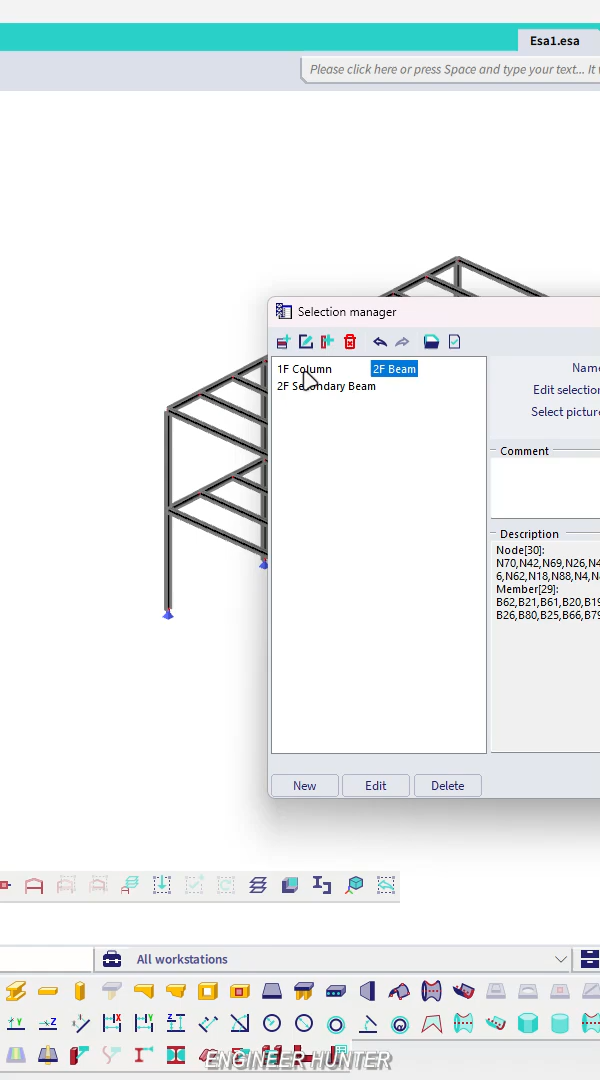 Esa1.esa
Please click here or press Space and type your text... It
Selection manager
1F Column
2F Beam
2F Secondary Beam
Name
Edit selection
Select picture
Comment
Description
Node[30]:
N70,N42,N69,N26,N4
6,N62,N18,N88,N4,N
Member[29]:
B62,B21,B61,B20,B19
B26,B80,B25,B66,B79
New
Edit
Delete
All workstations
ENGINEER HUNTER